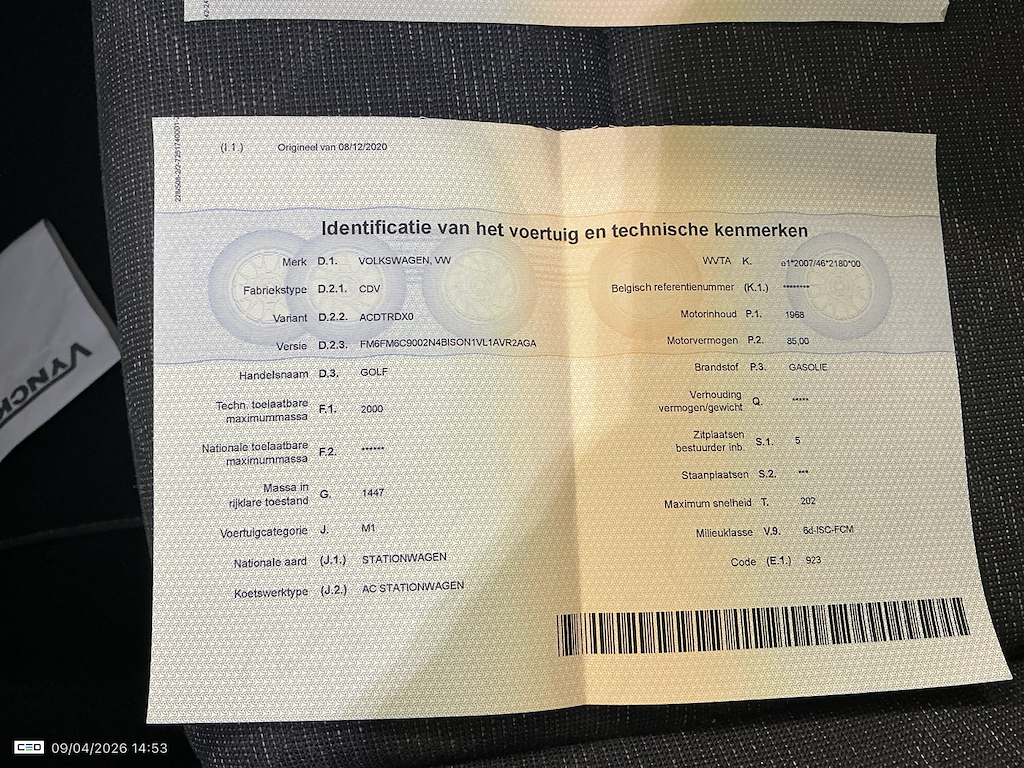 (I.1.) Origineel van 08/12/2020
Identificatie van het voertuig en technische kenmerken
Merk D.1. VOLKSWAGEN, VW
Fabriekstype D.2.1. CDV
Variant D.2.2. ACDTRDX0
Versie D.2.3. FM6FM6C9002N4BISON1VL1AVR2AGA
Handelsnaam D.3. GOLF
Techn. toelaatbare
maximummassa F.1. 2000
Nationale toelaatbare
maximummassa F.2. ******
Massa in
rijklare toestand G. 1447
Voertuigcategorie J. M1
Nationale aard (J.1.) STATIONWAGEN
Koetswerktype (J.2.) AC STATIONWAGEN
WVTA K. e1*2007/46*2180*00
Belgisch referentienummer (K.1.) ********
Motorinhoud P.1. 1968
Motorvermogen P.2. 85,00
Brandstof P.3. GASOLIE
Verhouding
vermogen/gewicht Q. *****
Zitplaatsen
bestuurder inb. S.1. 5
Staanplaatsen S.2. ***
Maximum snelheid T. 202
Milieuklasse V.9. 6d-ISC-FCM
Code (E.1.) 923
VYNCK
CEO 09/04/2026 14:53